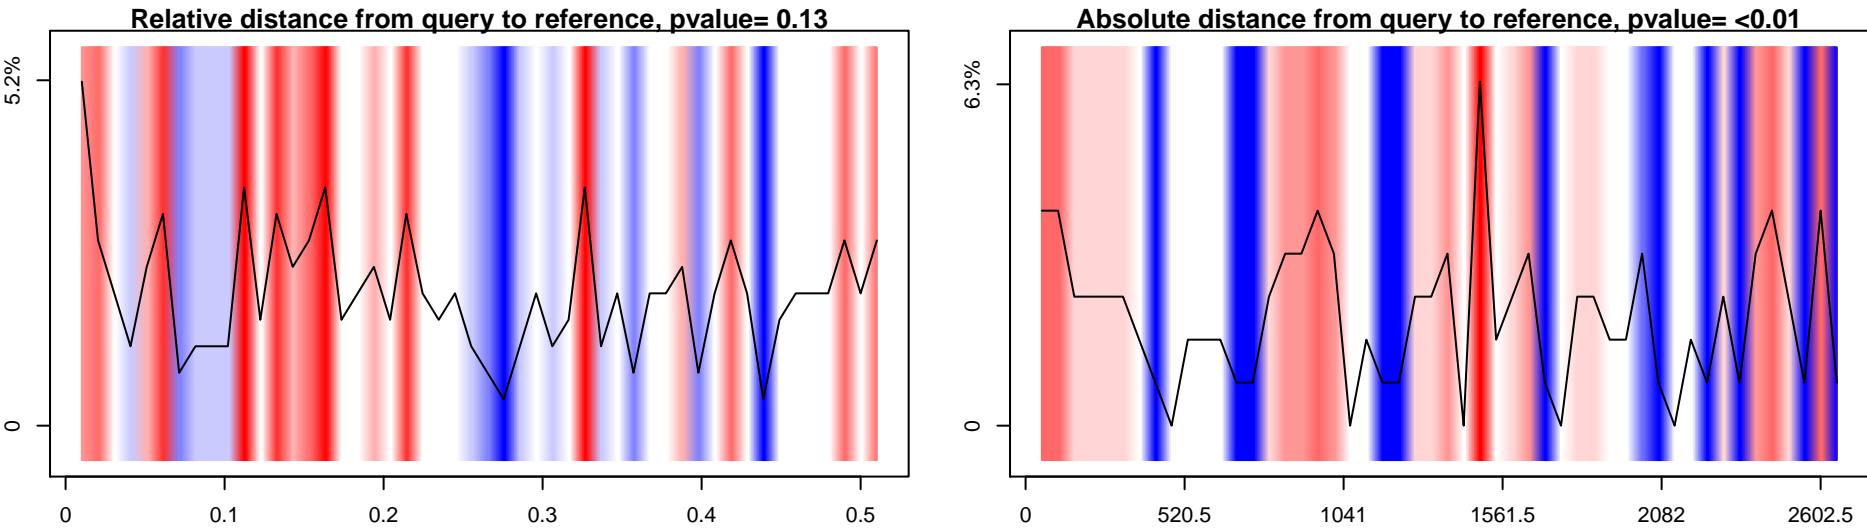 Relative distance from query to reference, pvalue= 0.13
5.2%
0
0 0.1 0.2 0.3 0.4 0.5
Absolute distance from query to reference, pvalue= <0.01
6.3%
0
0 520.5 1041 1561.5 2082 2602.5